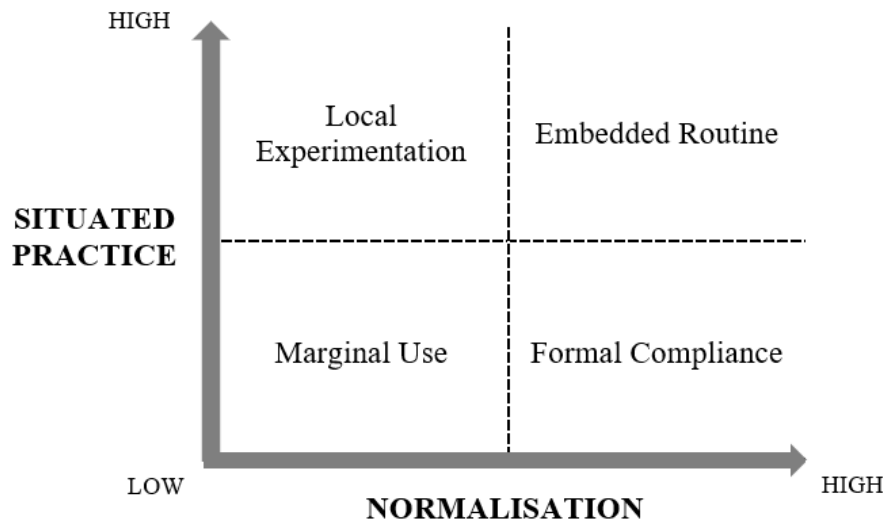 HIGH
Local
Experimentation
Embedded Routine
SITUATED
PRACTICE
Marginal Use
Formal Compliance
LOW
HIGH
NORMALISATION